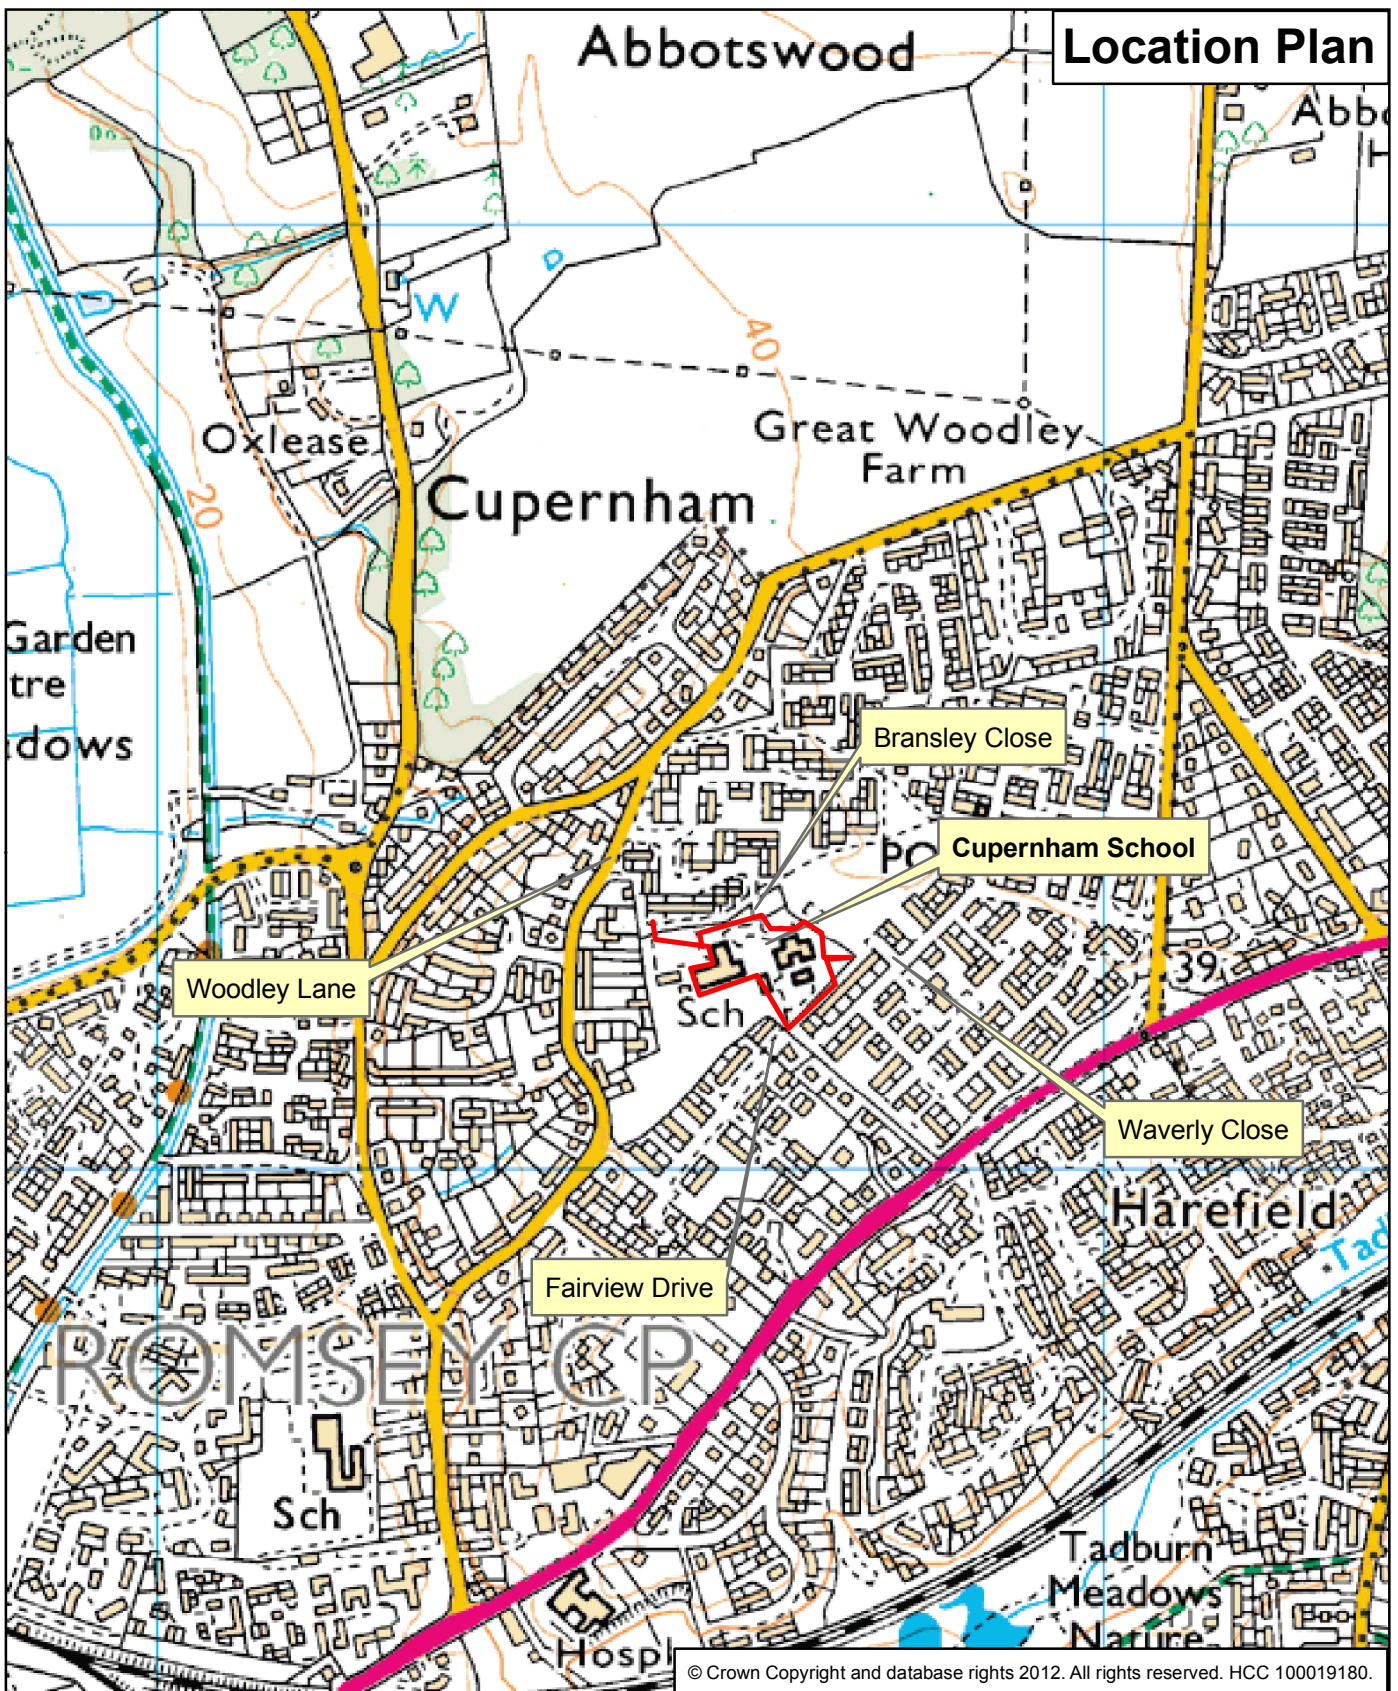 Location Plan
Abbotswood
W
40
Oxlease
Great Woodley
Farm
20
Cupernham
Garden
tre
dows
Bransley Close
PO
Cupernham School
Woodley Lane
39
Sch
Waverly Close
Harefield
Tad
Fairview Drive
ROMSEY CP
Sch
Tadburn
Meadows
Nature
Hospl
© Crown Copyright and database rights 2012. All rights reserved. HCC 100019180.